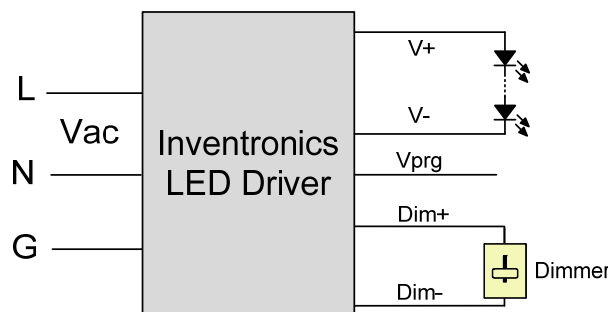 L
Vac
N
G
Inventronics
LED Driver
V+
V-
Vprg
Dim+
Dim-
Dimmer